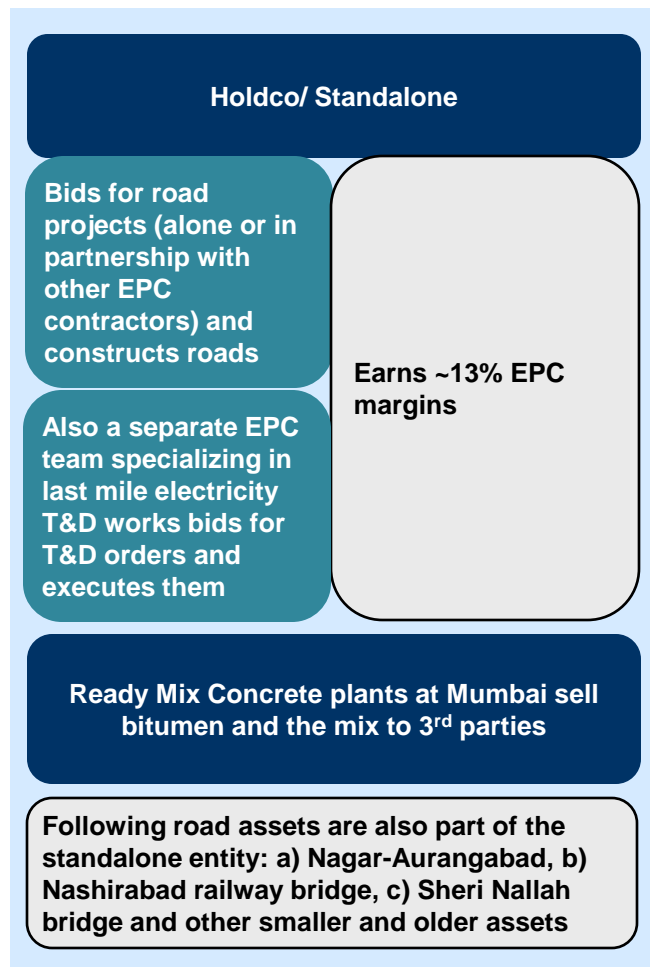 Holdco/ Standalone
Bids for road
projects (alone or in
partnership with
other EPC
contractors) and
constructs roads
Earns ~13% EPC
margins
Also a separate EPC
team specializing in
last mile electricity
T&D works bids for
T&D orders and
executes them
Ready Mix Concrete plants at Mumbai sell
bitumen and the mix to 3rd parties
Following road assets are also part of the
standalone entity: a) Nagar-Aurangabad, b)
Nashirabad railway bridge, c) Sheri Nallah
bridge and other smaller and older assets